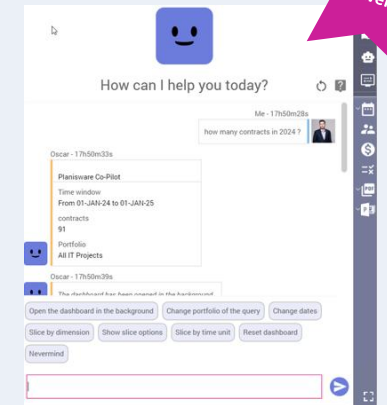 How can I help you today?
Me - 17h50m28s
how many contracts in 2024 ?
Oscar - 17h50m33s
Planisware Co-Pilot
Time window
From 01-JAN-24 to 01-JAN-25
contracts
91
Portfolio
All IT Projects
Oscar - 17h50m39s
The dashboard has been opened in the background
Open the dashboard in the background Change portfolio of the query Change dates
Slice by dimension Show slice options Slice by time unit Reset dashboard
Nevermind
PDF